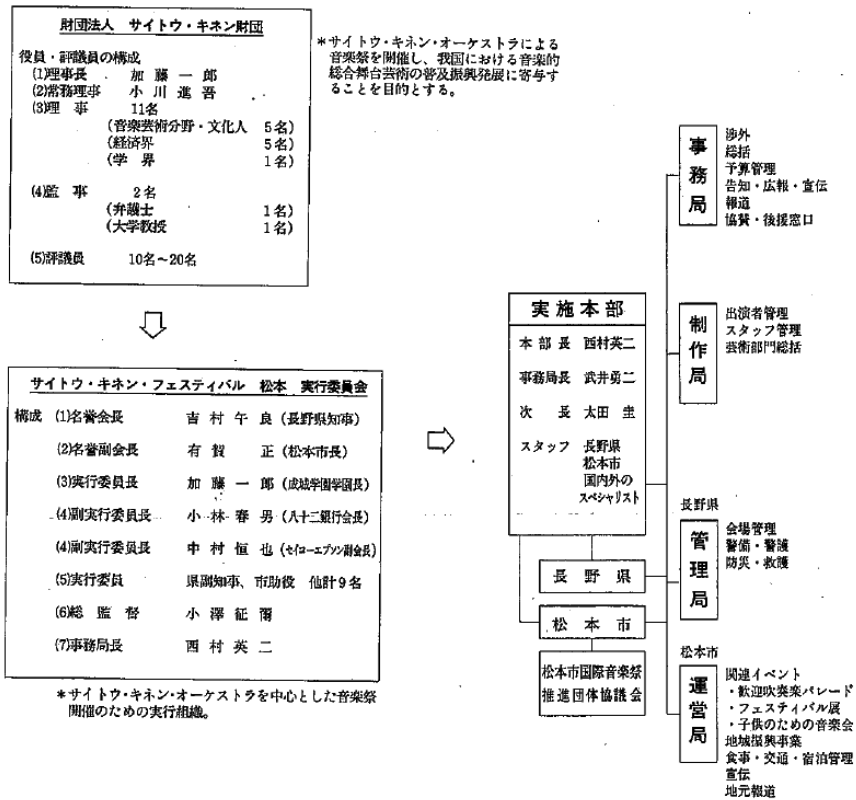 財団法人 サイトウ・キネン財団
役員・評議員の構成
(1)理事長 加藤一郎
(2)常務理事 小川進吾
(3)理事 11名
(音楽芸術分野・文化人 5名)
(経済界 5名)
(学界 1名)
(4)監事 2名
(弁護士 1名)
(大学教授 1名)
(5)評議員 10名～20名
*サイトウ・キネン・オーケストラによる
音楽祭を開催し、我国における音楽的
総合舞台芸術の普及振興発展に寄与す
ることを目的とする。
サイトウ・キネン・フェスティバル 松本 実行委員会
構成 (1)名誉会長 吉村午良(長野県知事)
(2)名誉副会長 有賀正(松本市長)
(3)実行委員長 加藤一郎(成城学園学園長)
(4)副実行委員長 小林春男(八十二銀行会長)
(4)副実行委員長 中村恒也(セイコーエプソン副会長)
(5)実行委員 県副知事、市助役 他計9名
(6)総監督 小澤征爾
(7)事務局長 西村英二
*サイトウ・キネン・オーケストラを中心とした音楽祭
開催のための実行組織。
実施本部
本部長 西村英二
事務局長 武井勇二
次長 太田圭
スタッフ 長野県
松本市
国内外の
スペシャリスト
長野県
松本市
松本市国際音楽祭
推進団体協議会
事務局
渉外
総括
予算管理
告知・広報・宣伝
報道
協賛・後援窓口
制作局
出演者管理
スタッフ管理
芸術部門総括
長野県
管理局
会場管理
警備・警護
防災・救護
松本市
運営局
関連イベント
・歓迎吹奏楽パレード
・フェスティバル展
・子供のための音楽会
地域振興事業
食事・交通・宿泊管理
宣伝
地元報道